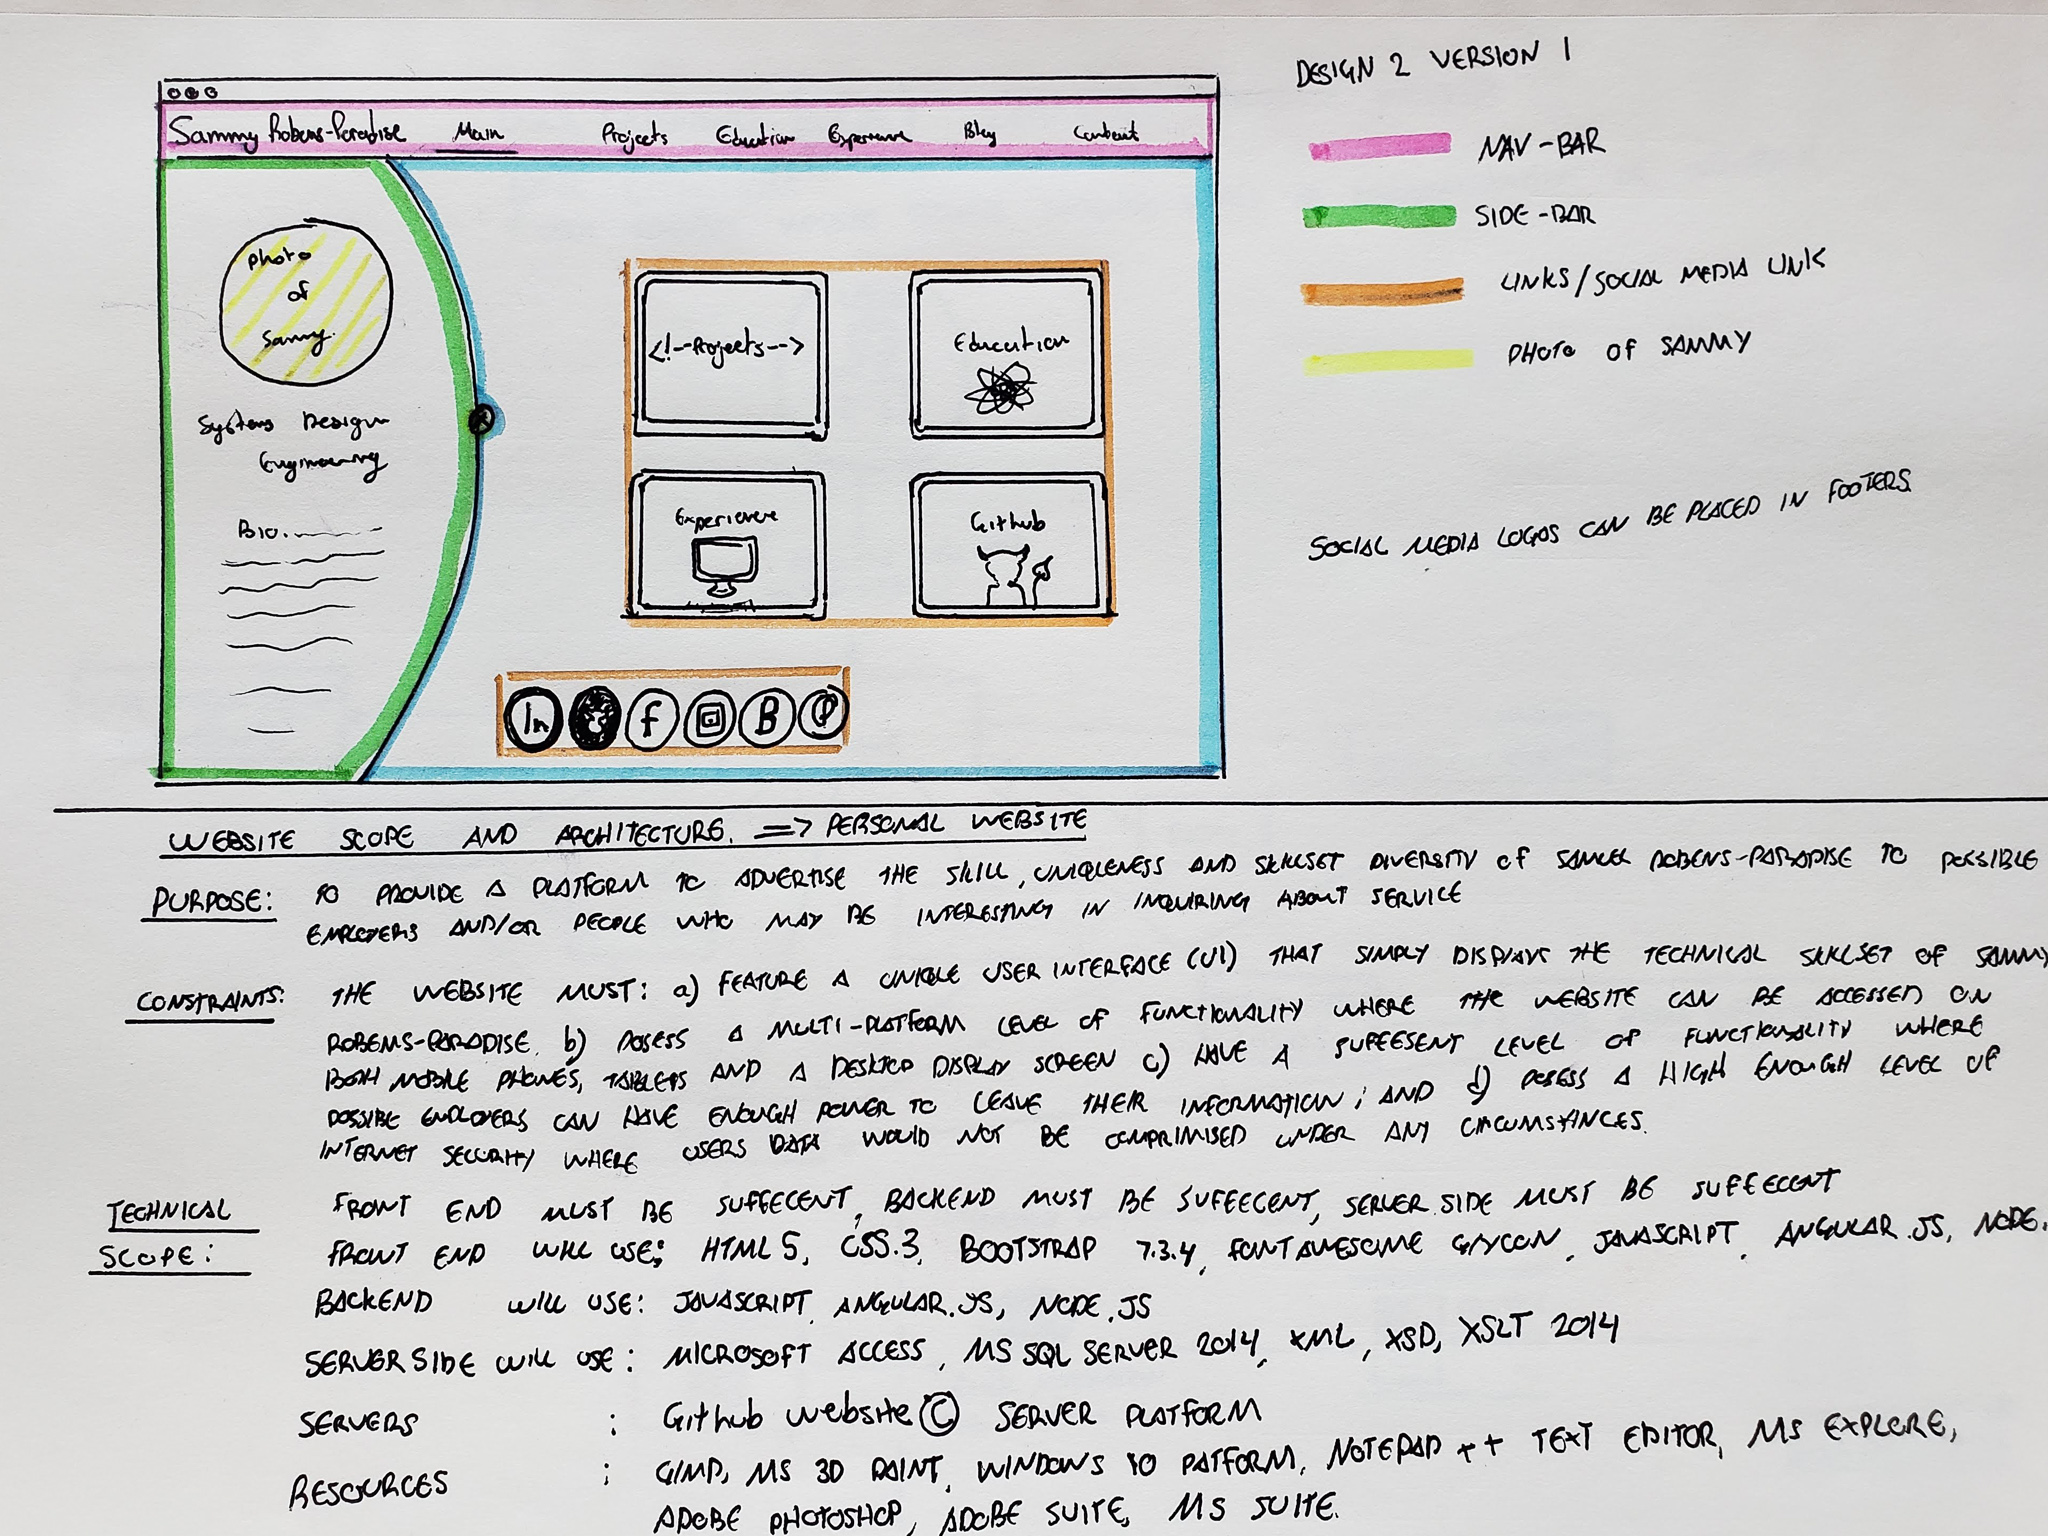 DESIGN 2 VERSION 1
Sammy Robens-Paradise Main Projects Education Experience Blog Contact
NAV-BAR
SIDE-BAR
LINKS/SOCIAL MEDIA LINK
PHOTO OF SAMMY
Photo
of
Sammy.
Systems Design
Engineering
Bio.
<!--Projects-->
Education
Experience
Github
SOCIAL MEDIA LOGOS CAN BE PLACED IN FOOTERS.
In f B
WEBSITE SCOPE AND ARCHITECTURE. => PERSONAL WEBSITE
PURPOSE: TO PROVIDE A PLATFORM TO ADVERTISE THE SKILL, UNIQLENESS AND SKILLSET DIVERSITY OF SAMUEL ROBENS-PARADISE TO POSSIBLE
EMPLOYERS AND/OR PEOPLE WHO MAY BE INTERESTING IN INQUIRING ABOUT SERVICE
CONSTRAINTS: THE WEBSITE MUST: a) FEATURE A UNIQUE USER INTERFACE (UI) THAT SIMPLY DISPLAYS THE TECHNICAL SKILLSET OF SAMMY
ROBENS-PARADISE. b) POSESS A MULTI-PLATFORM LEVEL OF FUNCTIONALITY WHERE THE WEBSITE CAN BE ACCESSED ON
BOTH MOBILE PHONES, TABLETS AND A DESKTOP DISPLAY SCREEN c) HAVE A SUFFESENT LEVEL OF FUNCTIONALITY WHERE
POSSIBLE EMPLOYERS CAN HAVE ENOUGH POWER TO LEAVE THEIR INFORMATION; AND d) POSESS A HIGH ENOUGH LEVEL OF
INTERNET SECURITY WHERE USERS DATA WOULD NOT BE COMPRIMISED UNDER ANY CIRCUMSTANCES.
TECHNICAL FRONT END MUST BE SUFFECENT, BACKEND MUST BE SUFFECENT, SERVER SIDE MUST BE SUFFECENT
SCOPE: FRONT END WILL USE: HTML 5, CSS.3, BOOTSTRAP 7.3.4, FONTAWESOME GLYCON, JAVASCRIPT, ANGULAR.JS, NODE.
BACKEND WILL USE: JAVASCRIPT, ANGULAR.JS, NODE.JS
SERVER SIDE WILL USE: MICROSOFT ACCESS, MS SQL SERVER 2014, XML, XSD, XSLT 2014
SERVERS : Github website © SERVER PLATFORM
RESOURCES : GIMP, MS 3D PAINT, WINDOWS 10 PATFORM, NOTEPAD ++ TEXT EDITOR, MS EXPLORE,
ADOBE PHOTOSHOP, ADOBE SUITE, MS SUITE.